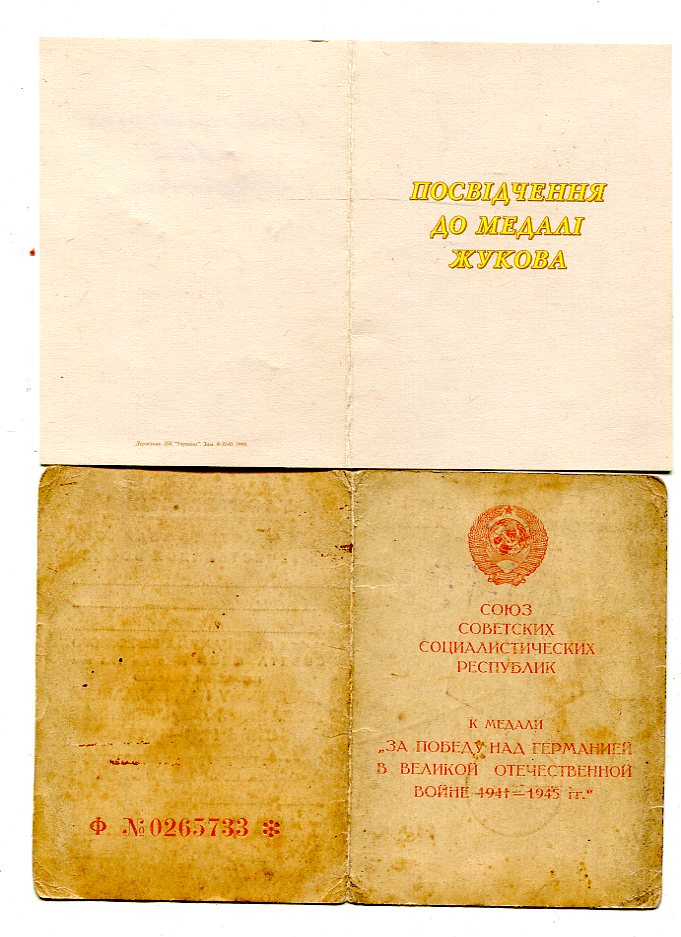 ПОСВІДЧЕННЯ
ДО МЕДАЛІ
ЖУКОВА
СОЮЗ
СОВЕТСКИХ
СОЦИАЛИСТИЧЕСКИХ
РЕСПУБЛИК
К МЕДАЛИ
„ЗА ПОБЕДУ НАД ГЕРМАНИЕЙ
В ВЕЛИКОЙ ОТЕЧЕСТВЕННОЙ
ВОЙНЕ 1941—1945 гг.“
Ф №0265733 ✻